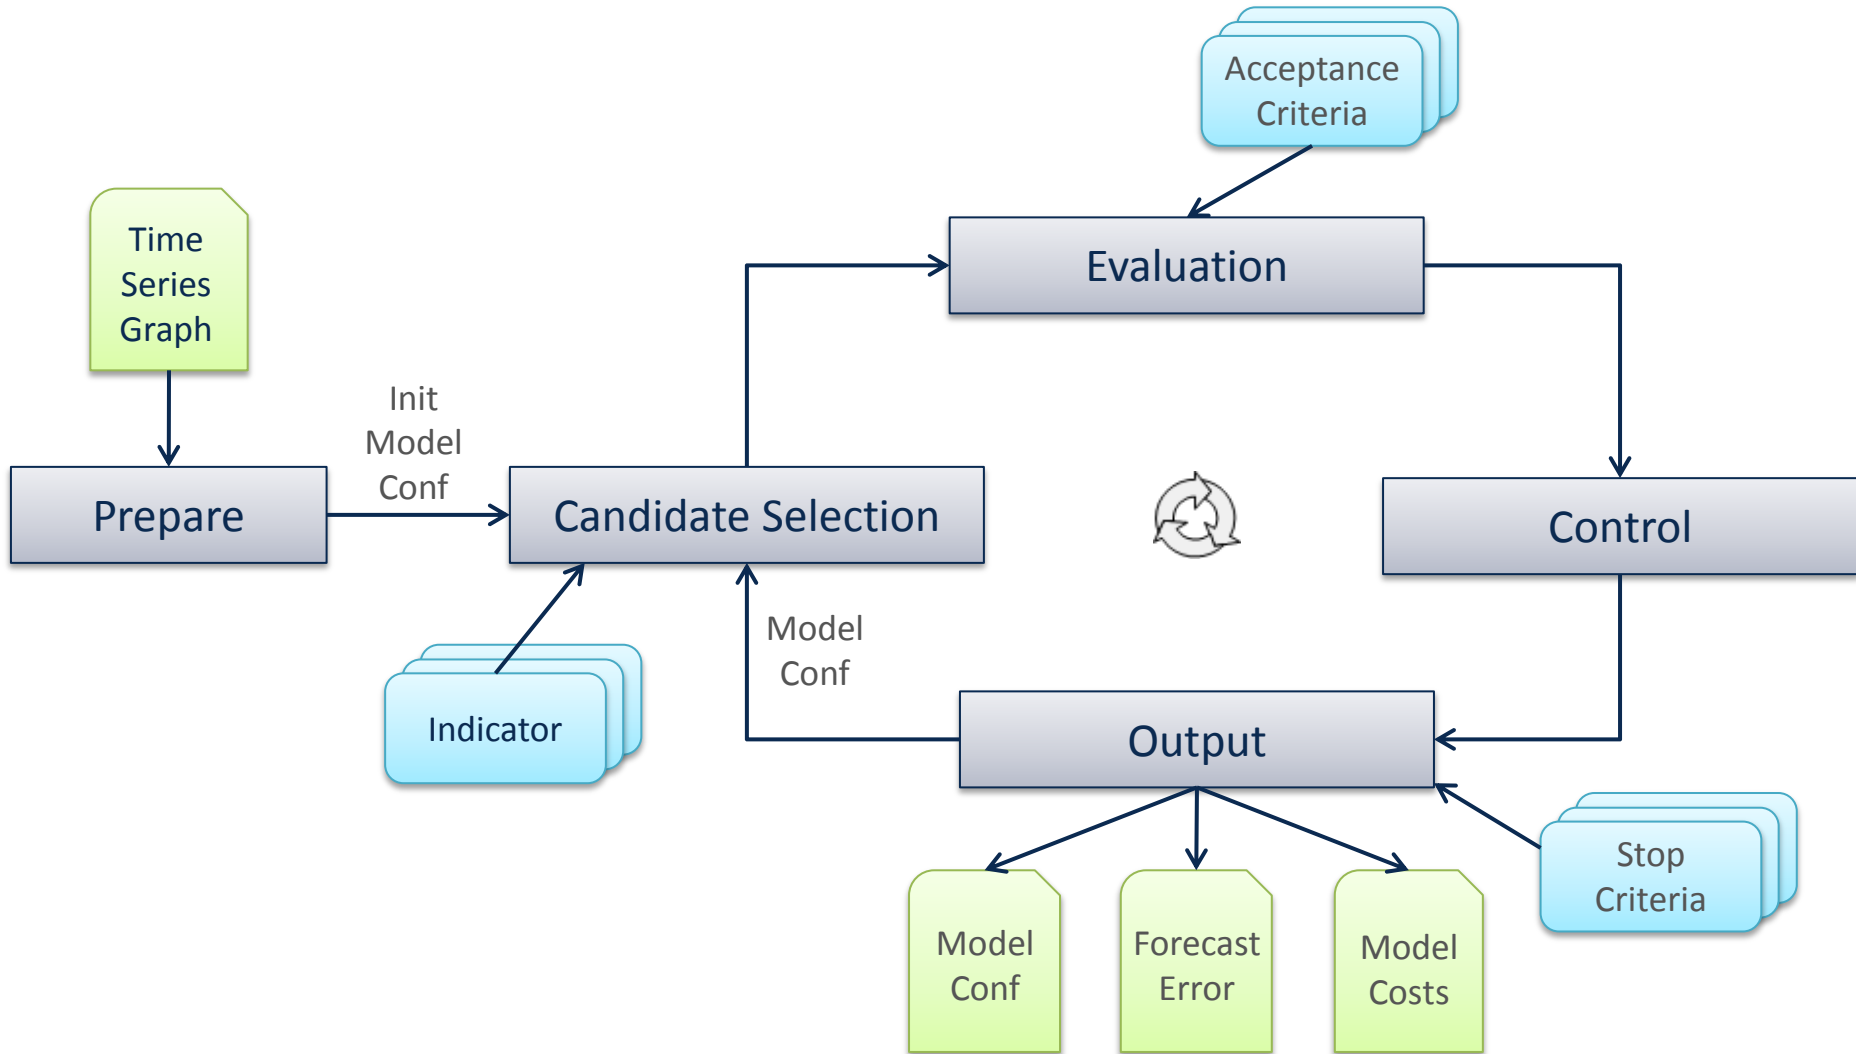 Acceptance
Criteria
Time
Series
Graph
Evaluation
Init
Model
Conf
Prepare
Candidate Selection
Control
Model
Conf
Indicator
Output
Stop
Criteria
Model
Conf
Forecast
Error
Model
Costs